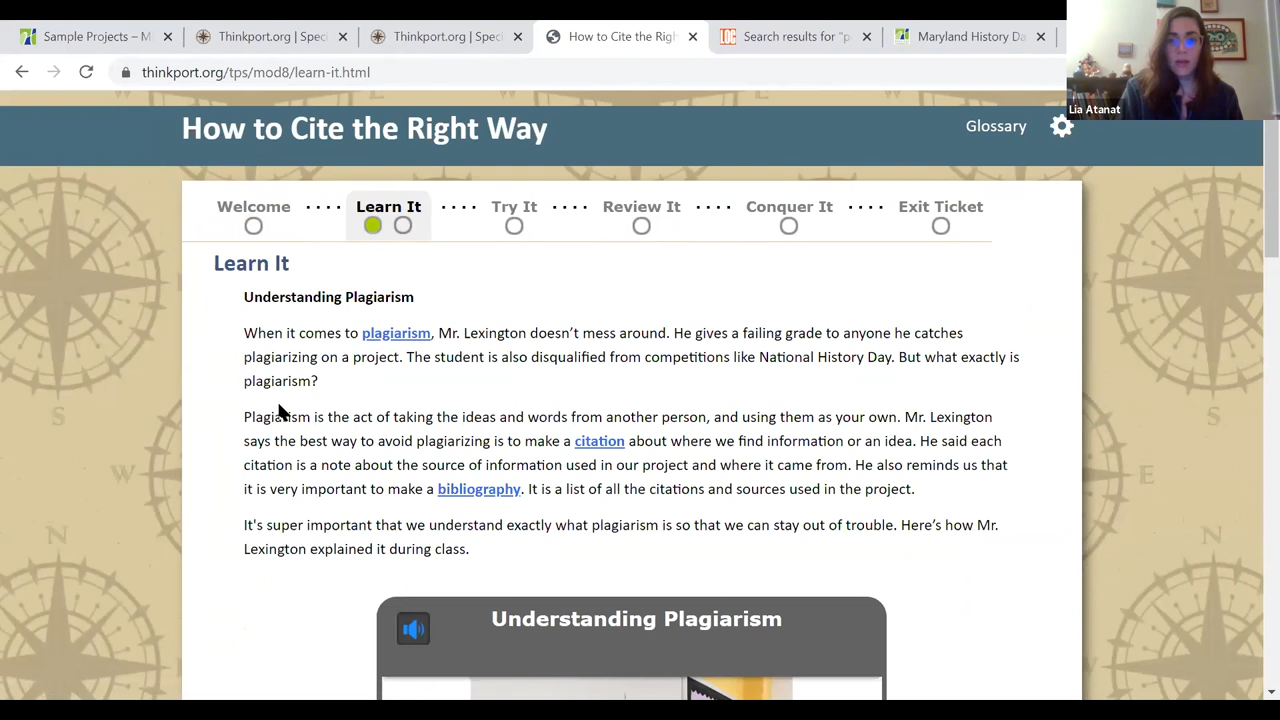 Sample Projects – M
Thinkport.org | Spec
Thinkport.org | Spec
How to Cite the Righ
Search results for "p
Maryland History Da
thinkport.org/tps/mod8/learn-it.html
Lia Atanat
How to Cite the Right Way
Glossary
Welcome
Learn It
Try It
Review It
Conquer It
Exit Ticket
Learn It
Understanding Plagiarism
When it comes to plagiarism, Mr. Lexington doesn’t mess around. He gives a failing grade to anyone he catches
plagiarizing on a project. The student is also disqualified from competitions like National History Day. But what exactly is
plagiarism?
Plagiarism is the act of taking the ideas and words from another person, and using them as your own. Mr. Lexington
says the best way to avoid plagiarizing is to make a citation about where we find information or an idea. He said each
citation is a note about the source of information used in our project and where it came from. He also reminds us that
it is very important to make a bibliography. It is a list of all the citations and sources used in the project.
It's super important that we understand exactly what plagiarism is so that we can stay out of trouble. Here’s how Mr.
Lexington explained it during class.
Understanding Plagiarism
W
W
S
E
N
S
W
N